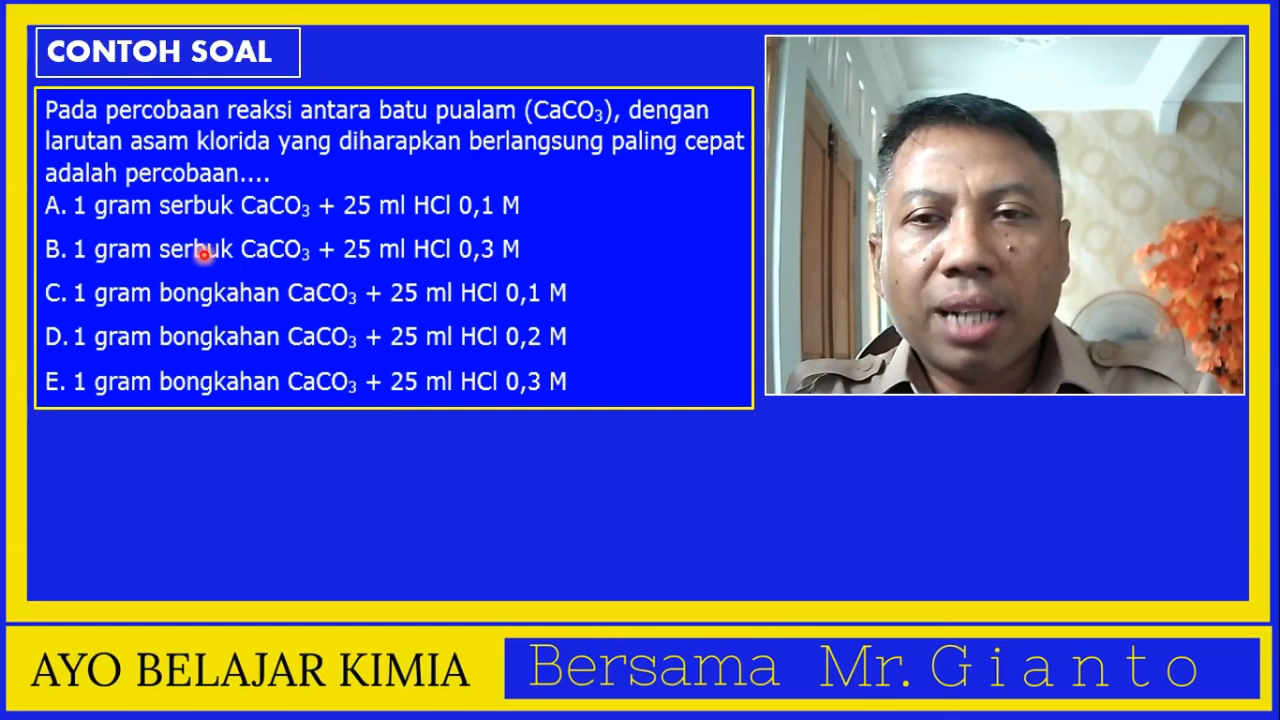 CONTOH SOAL
Pada percobaan reaksi antara batu pualam (CaCO₃), dengan
larutan asam klorida yang diharapkan berlangsung paling cepat
adalah percobaan....
A. 1 gram serbuk CaCO₃ + 25 ml HCl 0,1 M
B. 1 gram serbuk CaCO₃ + 25 ml HCl 0,3 M
C. 1 gram bongkahan CaCO₃ + 25 ml HCl 0,1 M
D. 1 gram bongkahan CaCO₃ + 25 ml HCl 0,2 M
E. 1 gram bongkahan CaCO₃ + 25 ml HCl 0,3 M
AYO BELAJAR KIMIA
Bersama Mr. Gianto